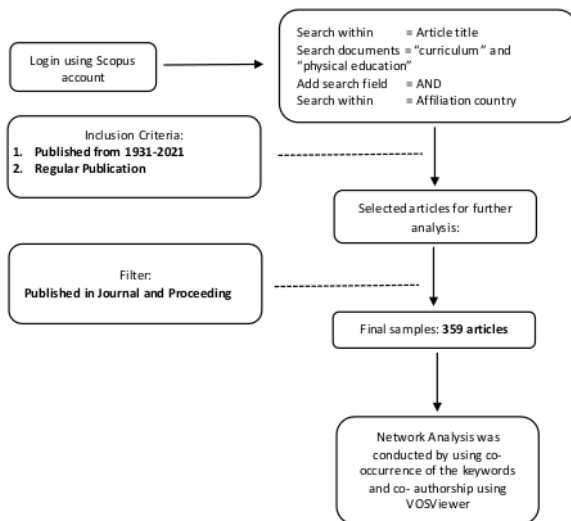 Login using Scopus
account
Search within = Article title
Search documents = “curriculum” and
“physical education”
Add search field = AND
Search within = Affiliation country
Inclusion Criteria:
1. Published from 1931-2021
2. Regular Publication
Selected articles for further
analysis:
Filter:
Published in Journal and Proceeding
Final samples: 359 articles
Network Analysis was
conducted by using co-
occurrence of the keywords
and co- authorship using
VOSViewer